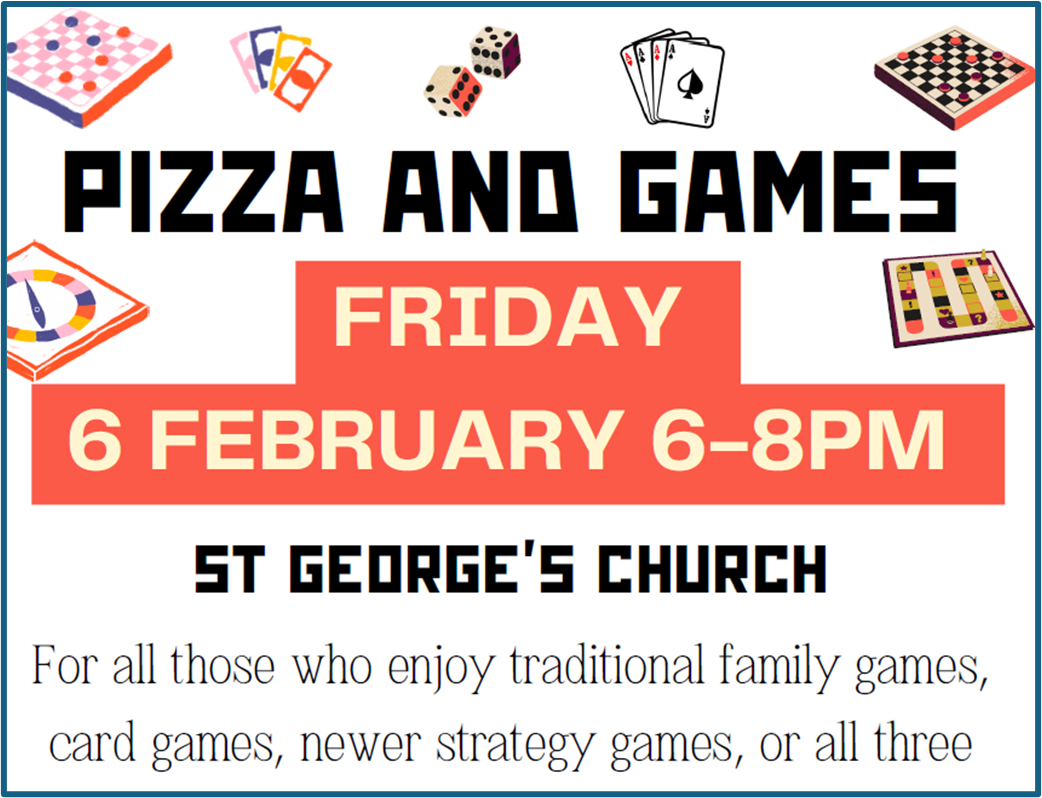 PIZZA AND GAMES
FRIDAY
6 FEBRUARY 6–8PM
ST GEORGE'S CHURCH
For all those who enjoy traditional family games,
card games, newer strategy games, or all three